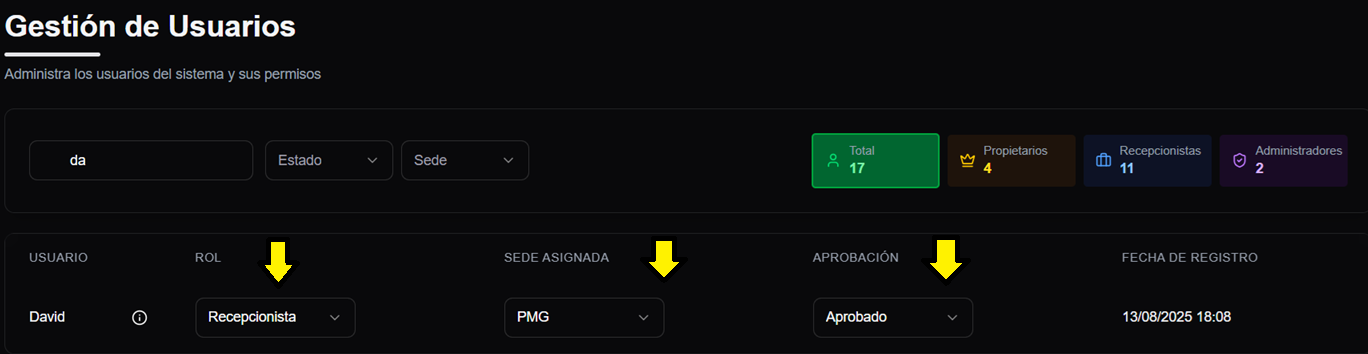 Gestión de Usuarios
Administra los usuarios del sistema y sus permisos
da
Estado
Sede
Total
17
Propietarios
4
Recepcionistas
11
Administradores
2
USUARIO
ROL
SEDE ASIGNADA
APROBACIÓN
FECHA DE REGISTRO
David
Recepcionista
PMG
Aprobado
13/08/2025 18:08